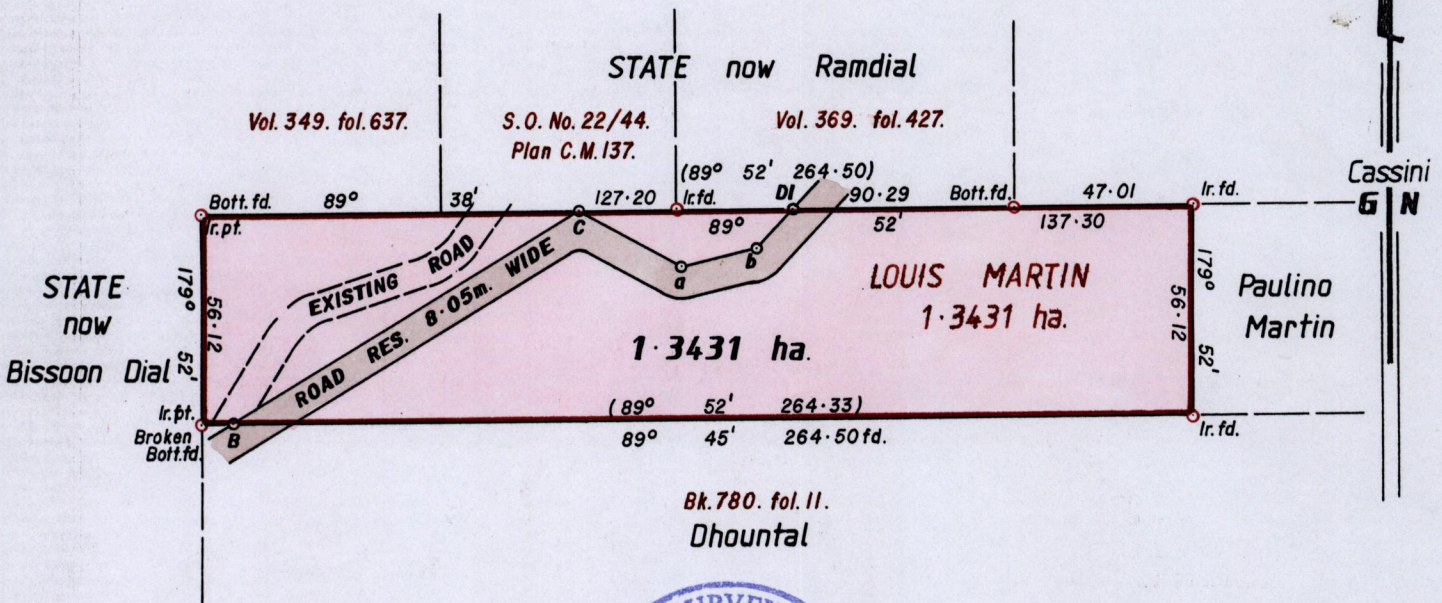 STATE now Ramdial
Vol. 349. fol. 637.
S.O. No. 22/44.
Plan C.M. 137.
Vol. 369. fol. 427.
(89° 52' 264·50)
Bott. fd. 89° 38' 127·20 Ir. fd. D1 90·29 Bott. fd. 47·01 Ir. fd.
Ir. pt.
C
89° 52' 137·30
Cassini
G N
EXISTING ROAD
ROAD RES. 8·05m. WIDE
a
b
LOUIS MARTIN
1·3431 ha.
1·3431 ha.
STATE
now
Bissoon Dial
179° 52'
56·12
179° 52'
56·12
Paulino
Martin
Ir. pt.
Broken
Bott. fd.
B
(89° 52' 264·33)
89° 45' 264·50 fd.
Ir. fd.
Bk. 780. fol. 11.
Dhountal